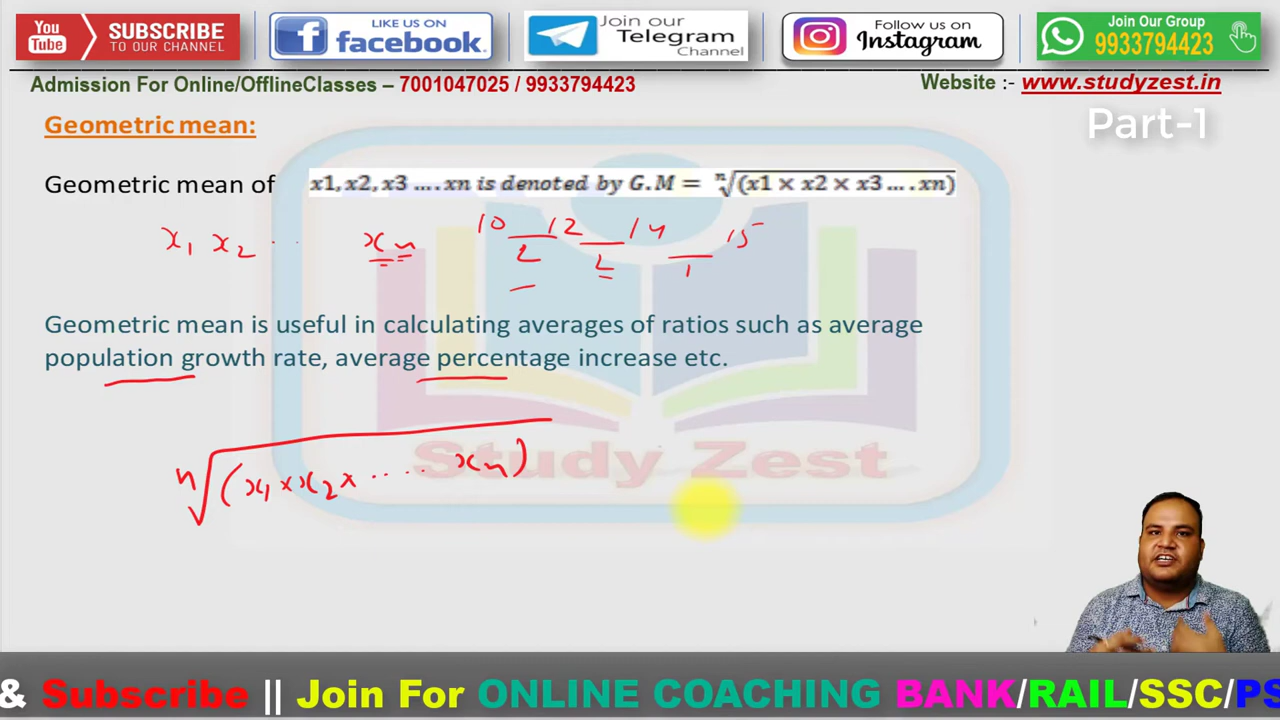 You Tube SUBSCRIBE TO OUR CHANNEL
LIKE US ON facebook.
Join our Telegram Channel
Follow us on Instagram
Join Our Group 9933794423
Admission For Online/OfflineClasses – 7001047025 / 9933794423
Website :- www.studyzest.in
Geometric mean:
Part-1
Geometric mean of x1, x2, x3 .... xn is denoted by G.M = ⁿ√(x1 × x2 × x3 .... xn)
x₁ x₂ .. xₙ 10 12 14 15
2 2 1
Geometric mean is useful in calculating averages of ratios such as average
population growth rate, average percentage increase etc.
ⁿ√(x₁ × x₂ × .... xₙ)
Study Zest
& Subscribe || Join For ONLINE COACHING BANK/RAIL/SSC/PS